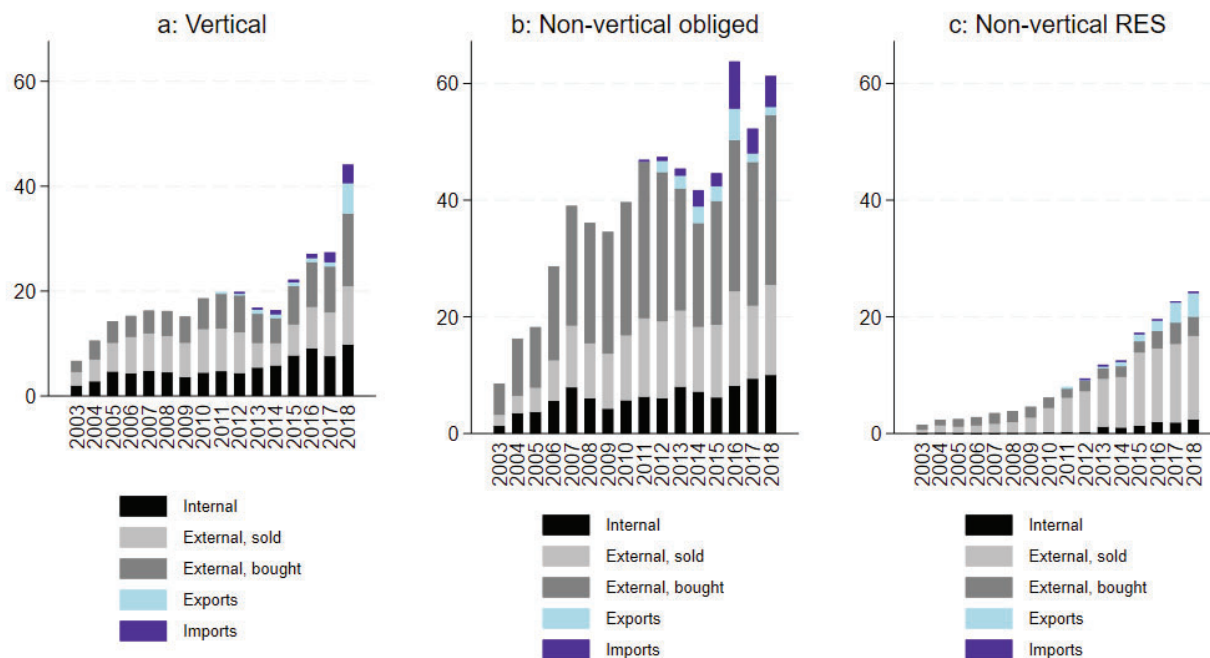 a: Vertical
60
40
20
0
2003 2004 2005 2006 2007 2008 2009 2010 2011 2012 2013 2014 2015 2016 2017 2018
Internal
External, sold
External, bought
Exports
Imports
b: Non-vertical obliged
60
40
20
0
2003 2004 2005 2006 2007 2008 2009 2010 2011 2012 2013 2014 2015 2016 2017 2018
Internal
External, sold
External, bought
Exports
Imports
c: Non-vertical RES
60
40
20
0
2003 2004 2005 2006 2007 2008 2009 2010 2011 2012 2013 2014 2015 2016 2017 2018
Internal
External, sold
External, bought
Exports
Imports